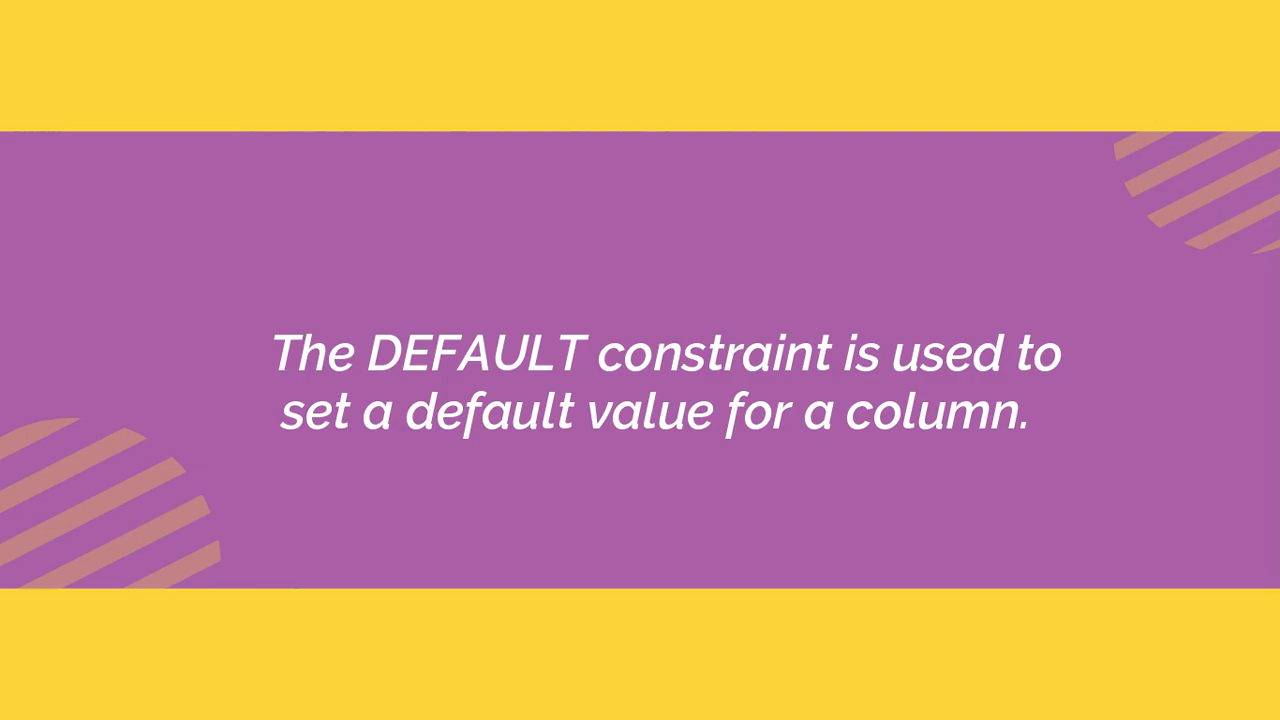 The DEFAULT constraint is used to
set a default value for a column.